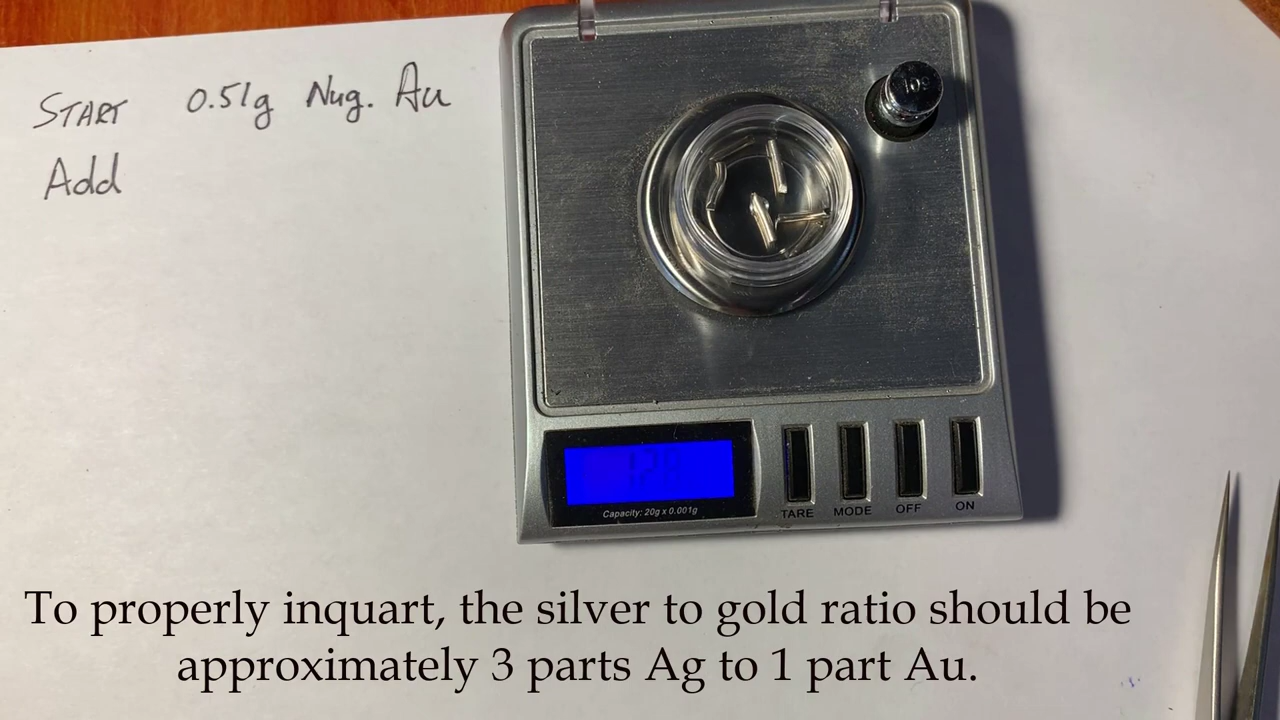 START 0.51g Nug. Au
Add
10g
Capacity: 20g x 0.001g
TARE MODE OFF ON
To properly inquart, the silver to gold ratio should be
approximately 3 parts Ag to 1 part Au.